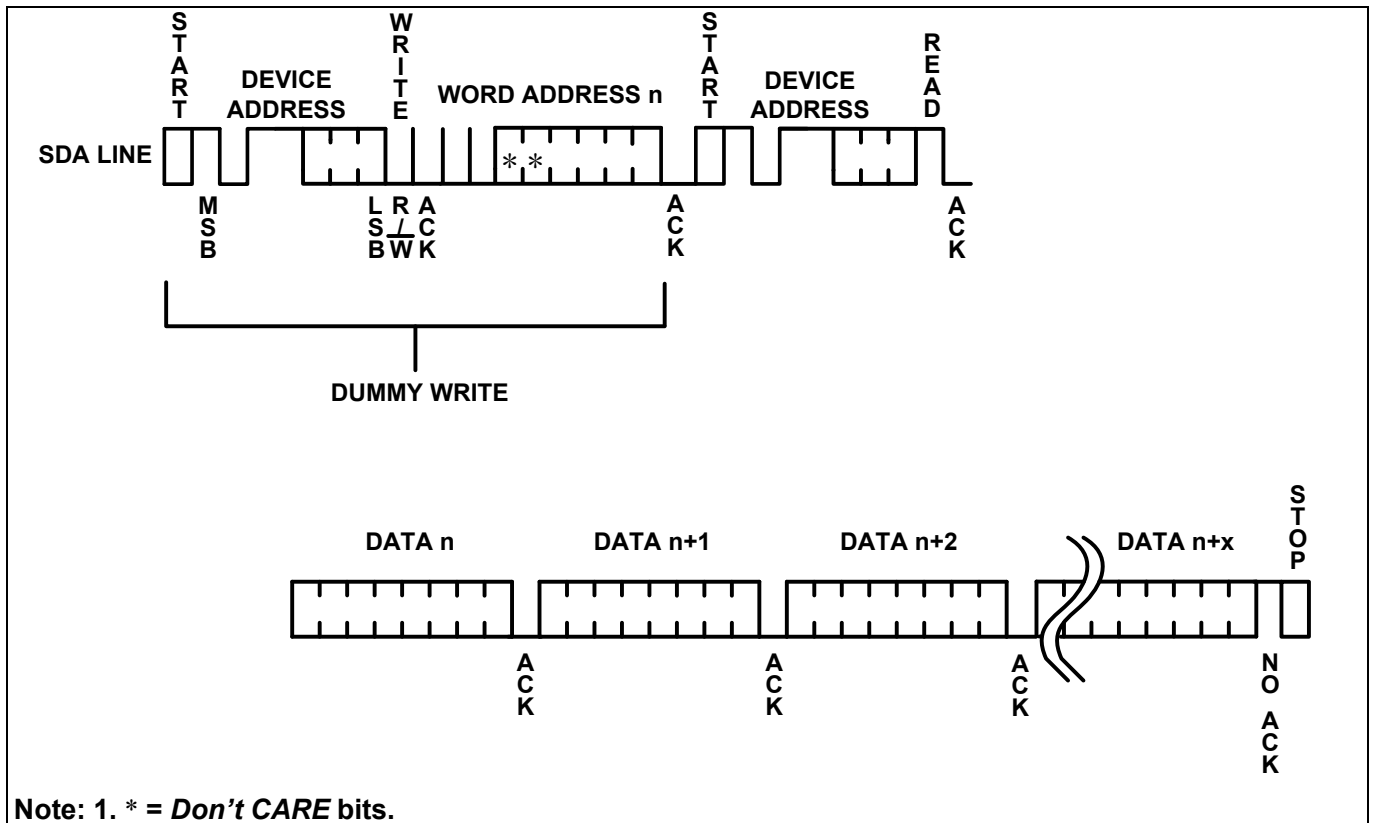 START
WRITE
START
READ
DEVICE ADDRESS
WORD ADDRESS n
DEVICE ADDRESS
SDA LINE
* *
MSB
LSB
R/W
ACK
ACK
ACK
DUMMY WRITE
STOP
DATA n
DATA n+1
DATA n+2
DATA n+x
ACK
ACK
ACK
NO ACK
Note: 1. * = Don't CARE bits.